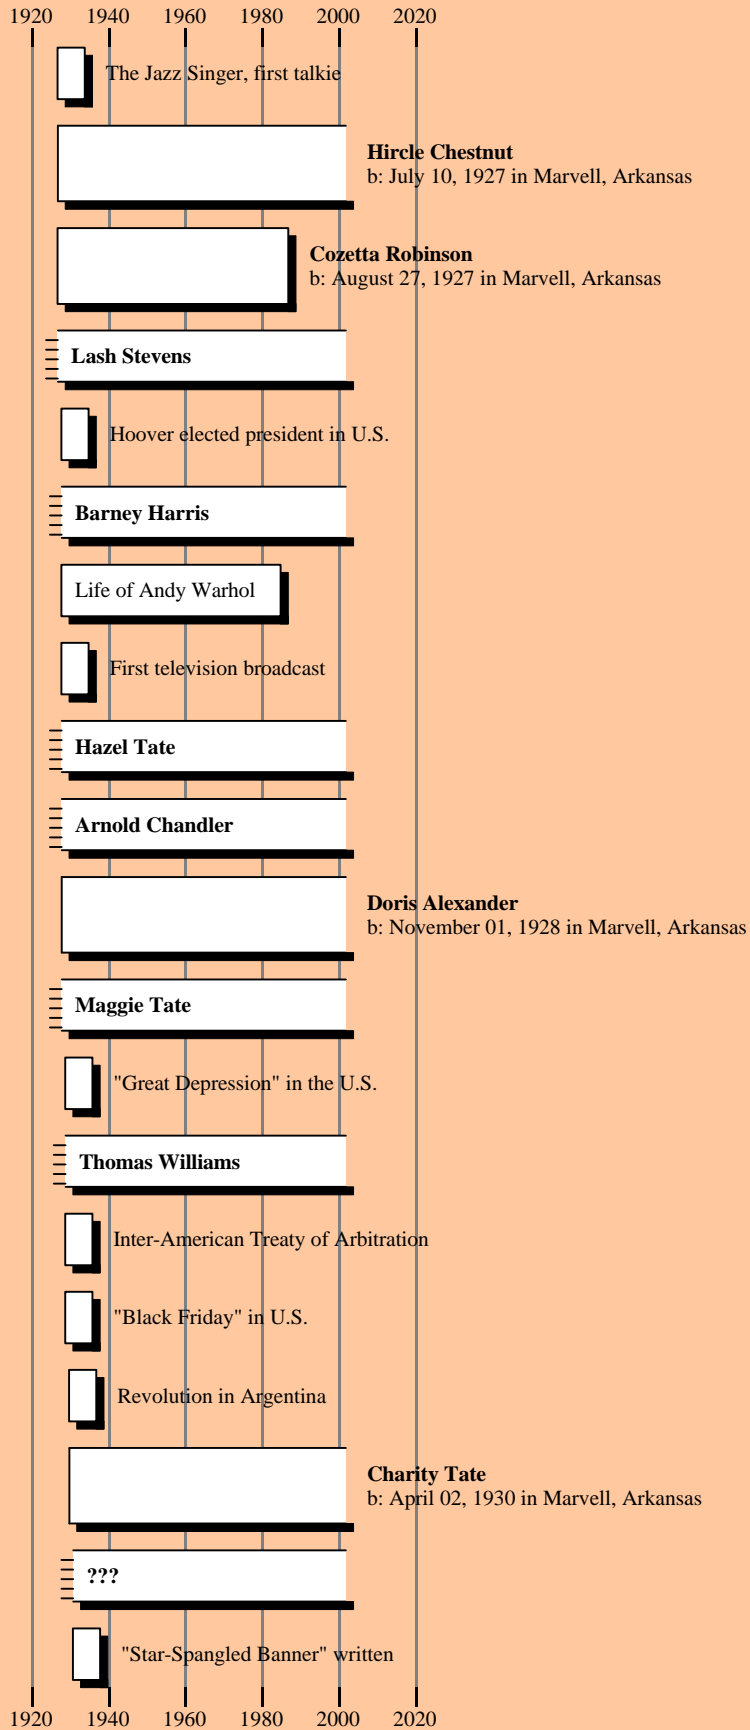 1920 1940 1960 1980 2000 2020
The Jazz Singer, first talkie
Hircle Chestnut
b: July 10, 1927 in Marvell, Arkansas
Cozetta Robinson
b: August 27, 1927 in Marvell, Arkansas
Lash Stevens
Hoover elected president in U.S.
Barney Harris
Life of Andy Warhol
First television broadcast
Hazel Tate
Arnold Chandler
Doris Alexander
b: November 01, 1928 in Marvell, Arkansas
Maggie Tate
"Great Depression" in the U.S.
Thomas Williams
Inter-American Treaty of Arbitration
"Black Friday" in U.S.
Revolution in Argentina
Charity Tate
b: April 02, 1930 in Marvell, Arkansas
???
"Star-Spangled Banner" written
1920 1940 1960 1980 2000 2020